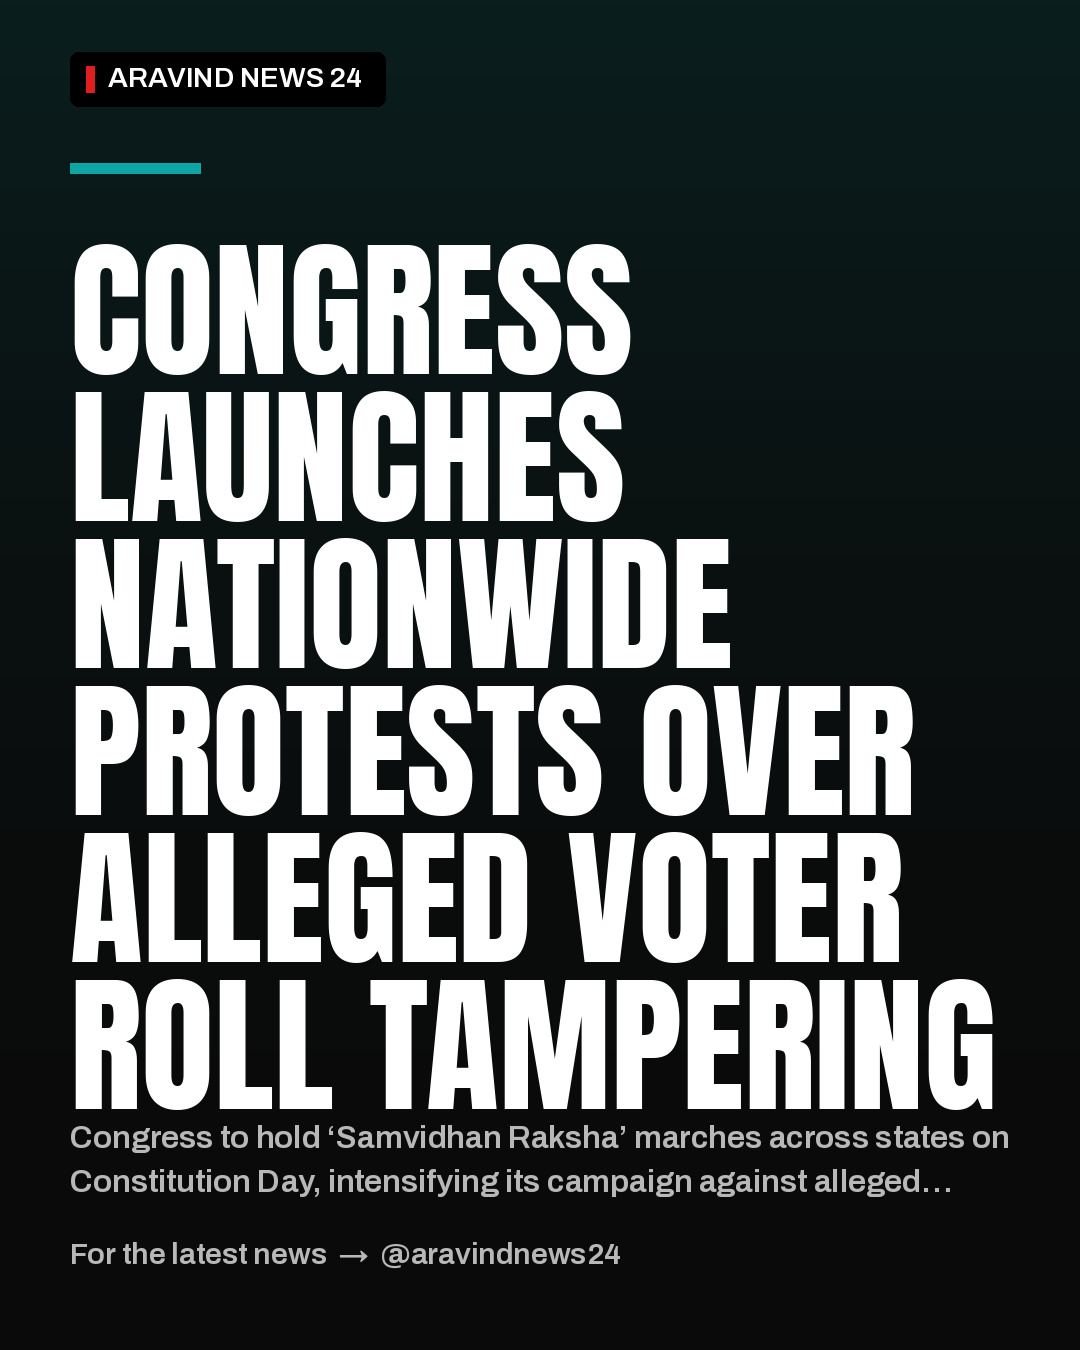 ARAVIND NEWS 24
CONGRESS
LAUNCHES
NATIONWIDE
PROTESTS OVER
ALLEGED VOTER
ROLL TAMPERING
Congress to hold ‘Samvidhan Raksha’ marches across states on
Constitution Day, intensifying its campaign against alleged…
For the latest news → @aravindnews24